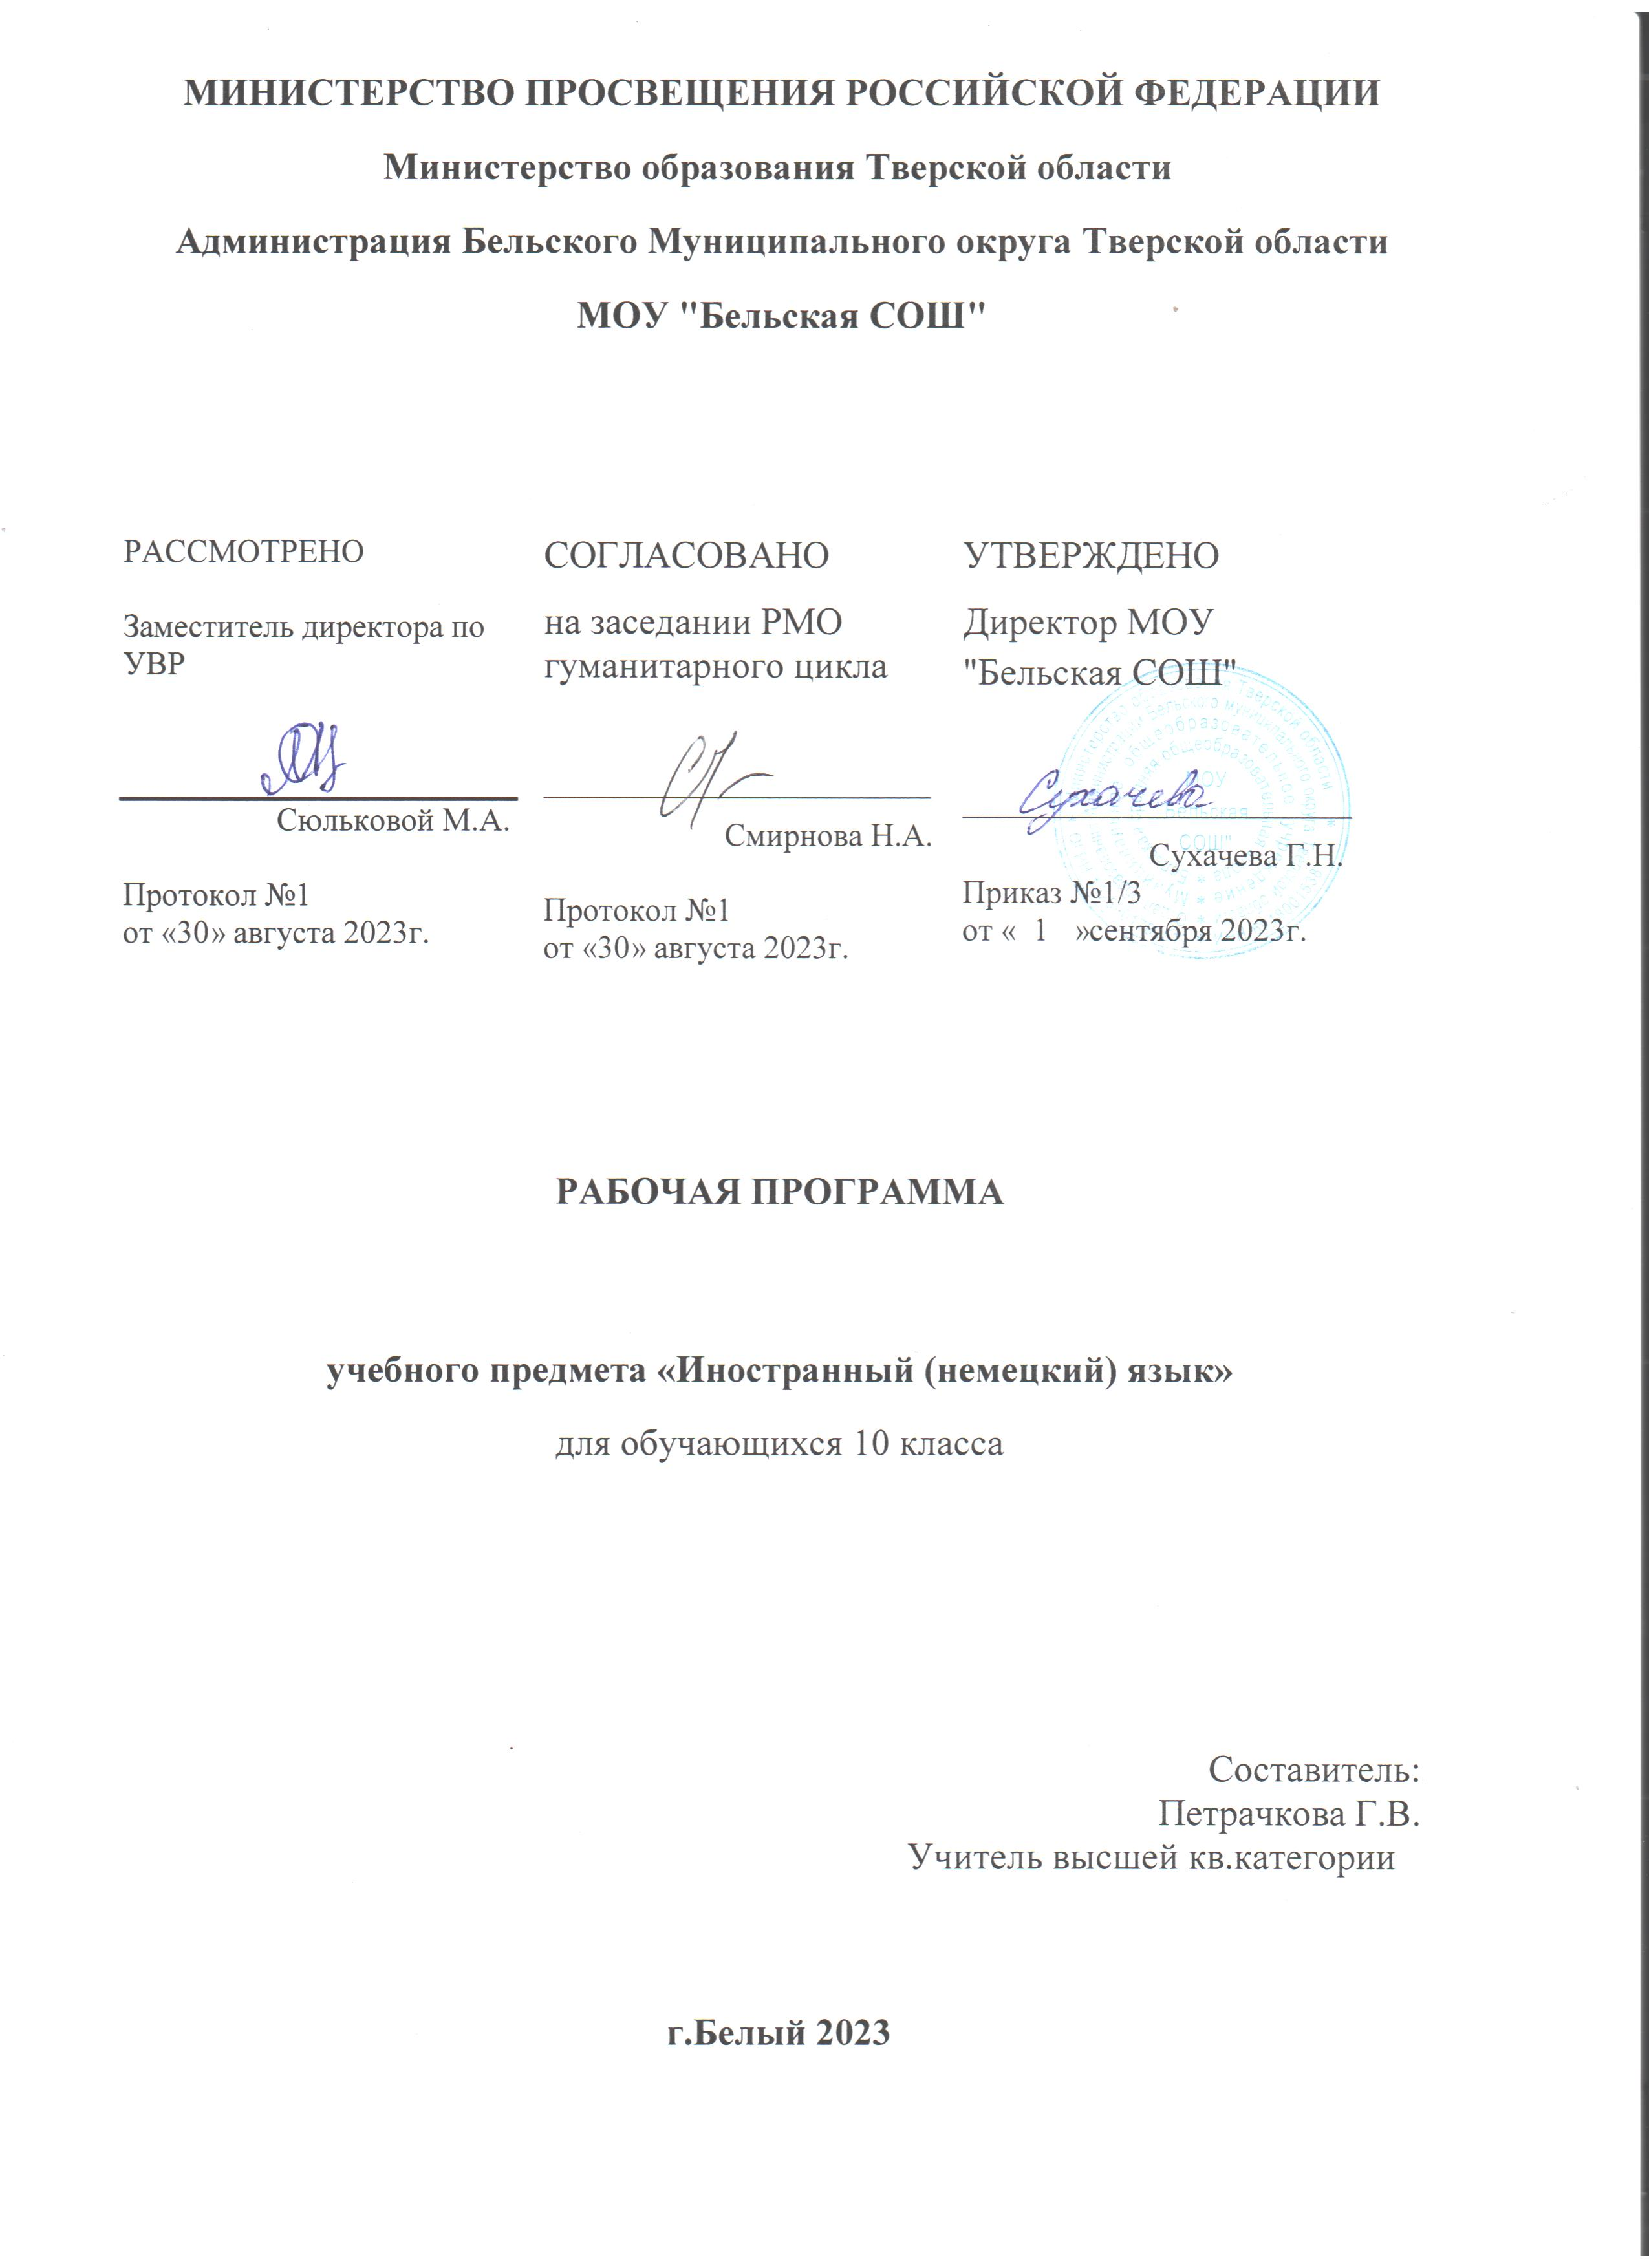 МИНИСТЕРСТВО ПРОСВЕЩЕНИЯ РОССИЙСКОЙ ФЕДЕРАЦИИ
Министерство образования Тверской области
Администрация Бельского Муниципального округа Тверской области
МОУ "Бельская СОШ"
РАССМОТРЕНО
Заместитель директора по
УВР
Сюльковой М.А.
Протокол №1
от «30» августа 2023г.
СОГЛАСОВАНО
на заседании РМО
гуманитарного цикла
Смирнова Н.А.
Протокол №1
от «30» августа 2023г.
УТВЕРЖДЕНО
Директор МОУ
"Бельская СОШ"
Сухачева
Сухачева Г.Н.
Приказ №1/3
от « 1 »сентября 2023г.
МОУ
Бельская
СОШ"
РАБОЧАЯ ПРОГРАММА
учебного предмета «Иностранный (немецкий) язык»
для обучающихся 10 класса
Составитель:
Петрачкова Г.В.
Учитель высшей кв.категории
г.Белый 2023